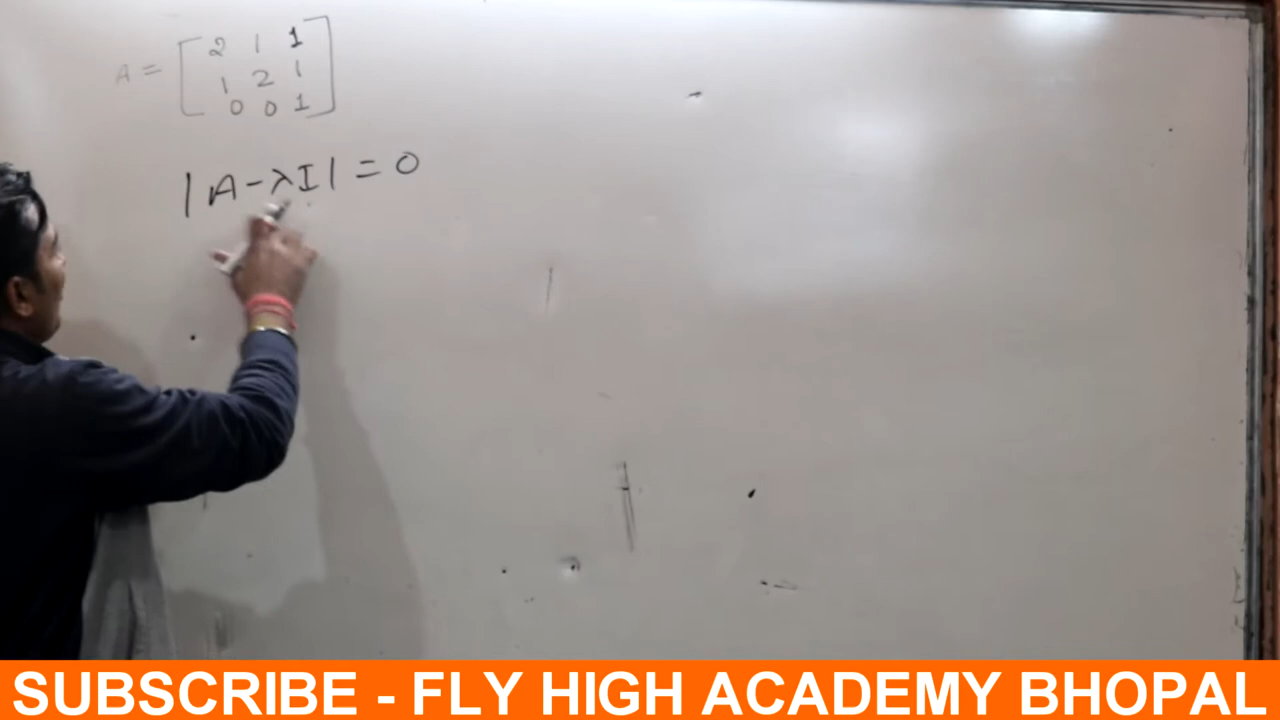 A = [ 2 1 1
1 2 1
0 0 1 ]
| A - λI | = 0
SUBSCRIBE - FLY HIGH ACADEMY BHOPAL